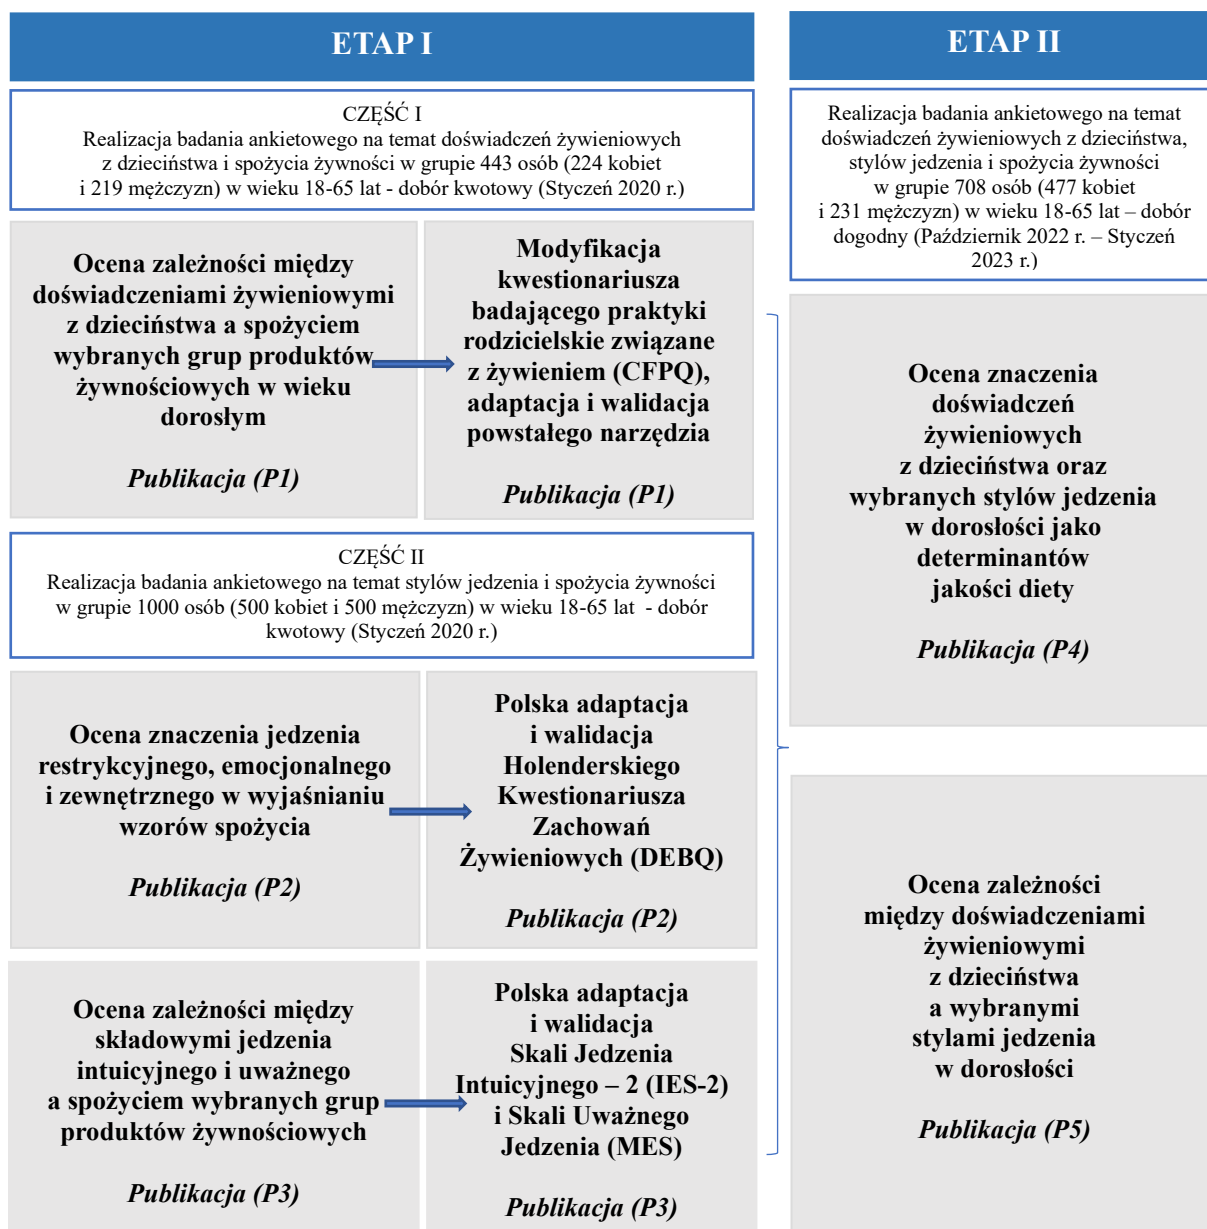 ETAP I
CZĘŚĆ I
Realizacja badania ankietowego na temat doświadczeń żywieniowych
z dzieciństwa i spożycia żywności w grupie 443 osób (224 kobiet
i 219 mężczyzn) w wieku 18-65 lat - dobór kwotowy (Styczeń 2020 r.)
Ocena zależności między
doświadczeniami żywieniowymi
z dzieciństwa a spożyciem
wybranych grup produktów
żywnościowych w wieku
dorosłym
Publikacja (P1)
Modyfikacja
kwestionariusza
badającego praktyki
rodzicielskie związane
z żywieniem (CFPQ),
adaptacja i walidacja
powstałego narzędzia
Publikacja (P1)
CZĘŚĆ II
Realizacja badania ankietowego na temat stylów jedzenia i spożycia żywności
w grupie 1000 osób (500 kobiet i 500 mężczyzn) w wieku 18-65 lat - dobór
kwotowy (Styczeń 2020 r.)
Ocena znaczenia jedzenia
restrykcyjnego, emocjonalnego
i zewnętrznego w wyjaśnianiu
wzorów spożycia
Publikacja (P2)
Polska adaptacja
i walidacja
Holenderskiego
Kwestionariusza
Zachowań
Żywieniowych (DEBQ)
Publikacja (P2)
Ocena zależności między
składowymi jedzenia
intuicyjnego i uważnego
a spożyciem wybranych grup
produktów żywnościowych
Publikacja (P3)
Polska adaptacja
i walidacja
Skali Jedzenia
Intuicyjnego – 2 (IES-2)
i Skali Uważnego
Jedzenia (MES)
Publikacja (P3)
ETAP II
Realizacja badania ankietowego na temat
doświadczeń żywieniowych z dzieciństwa,
stylów jedzenia i spożycia żywności
w grupie 708 osób (477 kobiet
i 231 mężczyzn) w wieku 18-65 lat – dobór
dogodny (Październik 2022 r. – Styczeń
2023 r.)
Ocena znaczenia
doświadczeń
żywieniowych
z dzieciństwa oraz
wybranych stylów jedzenia
w dorosłości jako
determinantów
jakości diety
Publikacja (P4)
Ocena zależności
między doświadczeniami
żywieniowymi
z dzieciństwa
a wybranymi
stylami jedzenia
w dorosłości
Publikacja (P5)